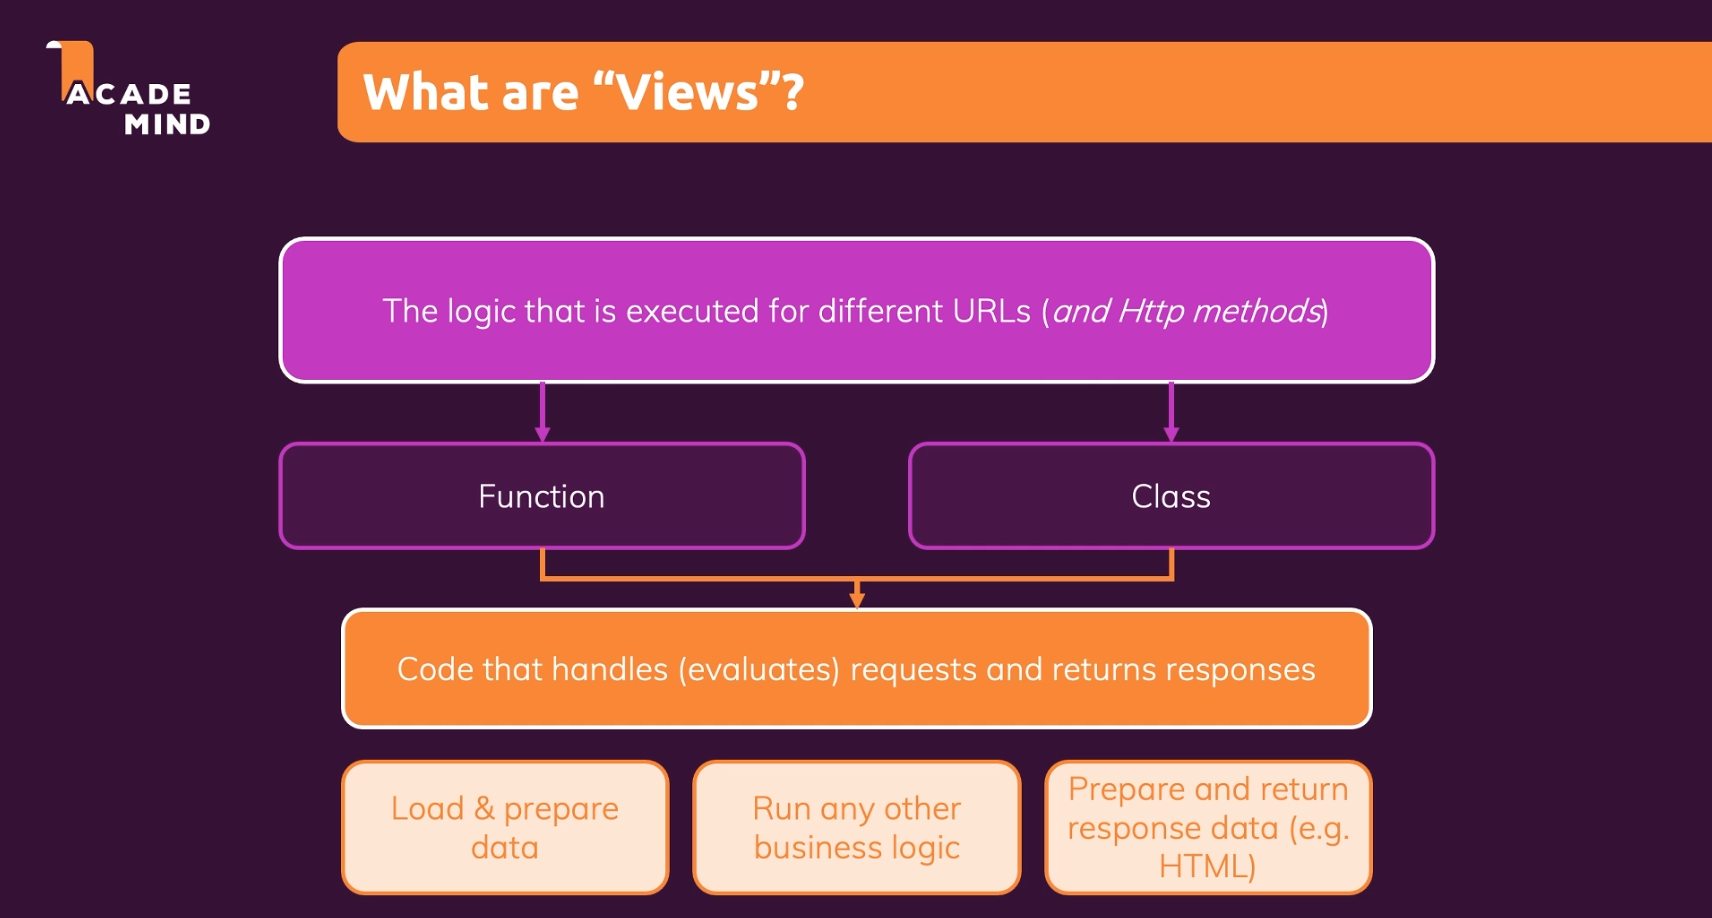 ACADE
MIND
What are “Views”?
The logic that is executed for different URLs (and Http methods)
Function
Class
Code that handles (evaluates) requests and returns responses
Load & prepare
data
Run any other
business logic
Prepare and return
response data (e.g.
HTML)